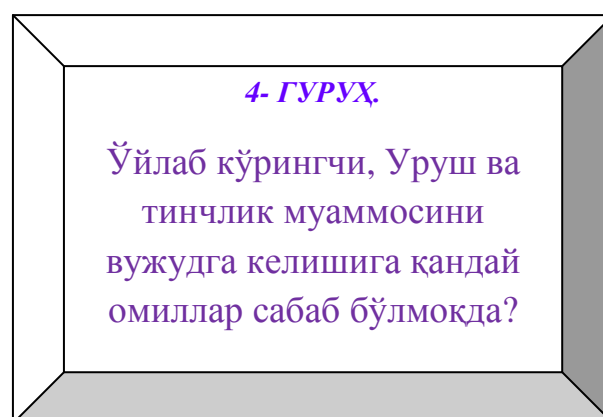 4- ГУРУҲ.
Ўйлаб кўрингчи, Уруш ва
тинчлик муаммосини
вужудга келишига қандай
омиллар сабаб бўлмоқда?